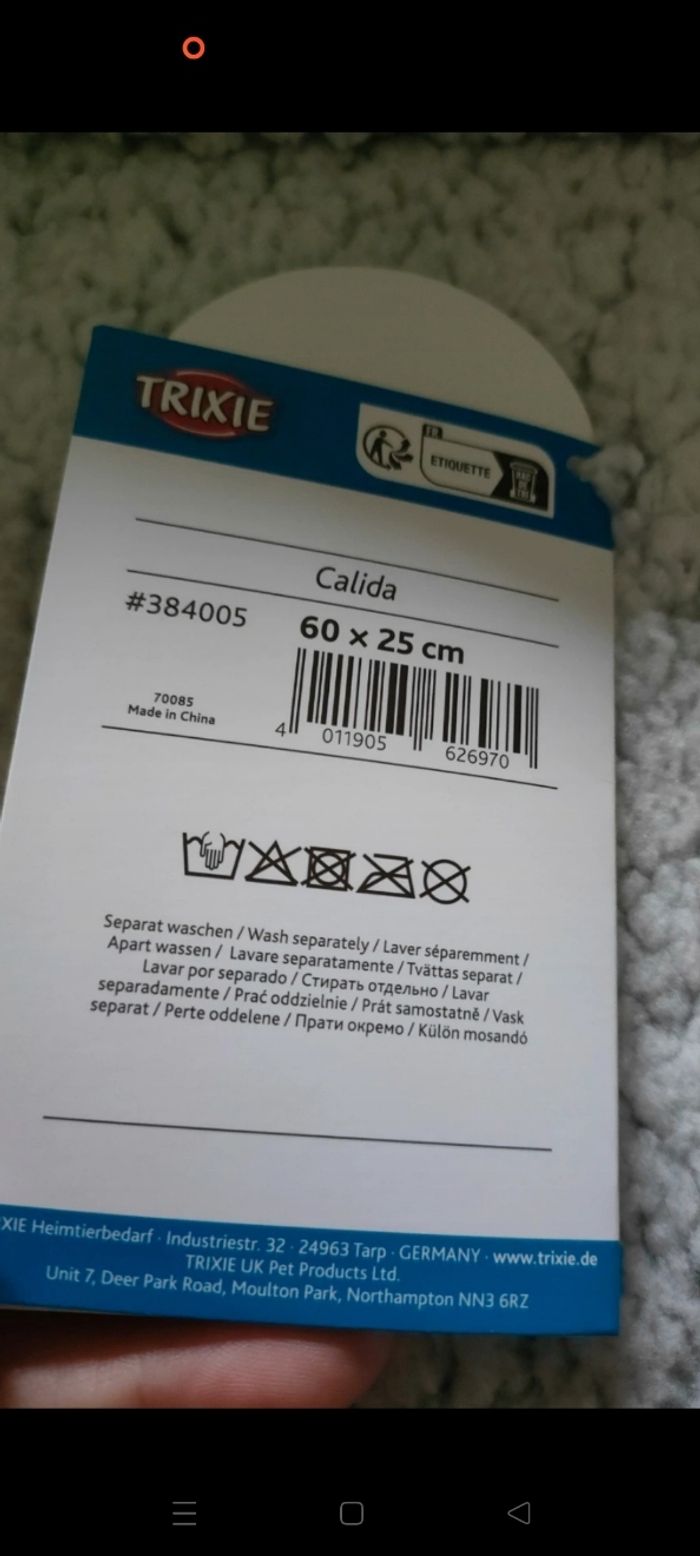 TRIXIE
FR
ETIQUETTE
BAC
DE
TRI
Calida
#384005
60 x 25 cm
70085
Made in China
4 011905 626970
Separat waschen / Wash separately / Laver séparemment /
Apart wassen / Lavare separatamente / Tvättas separat /
Lavar por separado / Стирать отдельно / Lavar
separadamente / Prać oddzielnie / Prát samostatně / Vask
separat / Perte oddelene / Прати окремо / Külön mosandó
XIE Heimtierbedarf · Industriestr. 32 · 24963 Tarp · GERMANY · www.trixie.de
TRIXIE UK Pet Products Ltd.
Unit 7, Deer Park Road, Moulton Park, Northampton NN3 6RZ